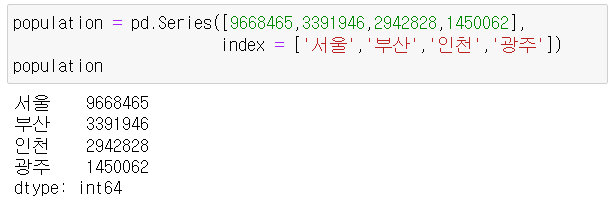 population = pd.Series([9668465,3391946,2942828,1450062],
index = ['서울','부산','인천','광주'])
population
서울 9668465
부산 3391946
인천 2942828
광주 1450062
dtype: int64